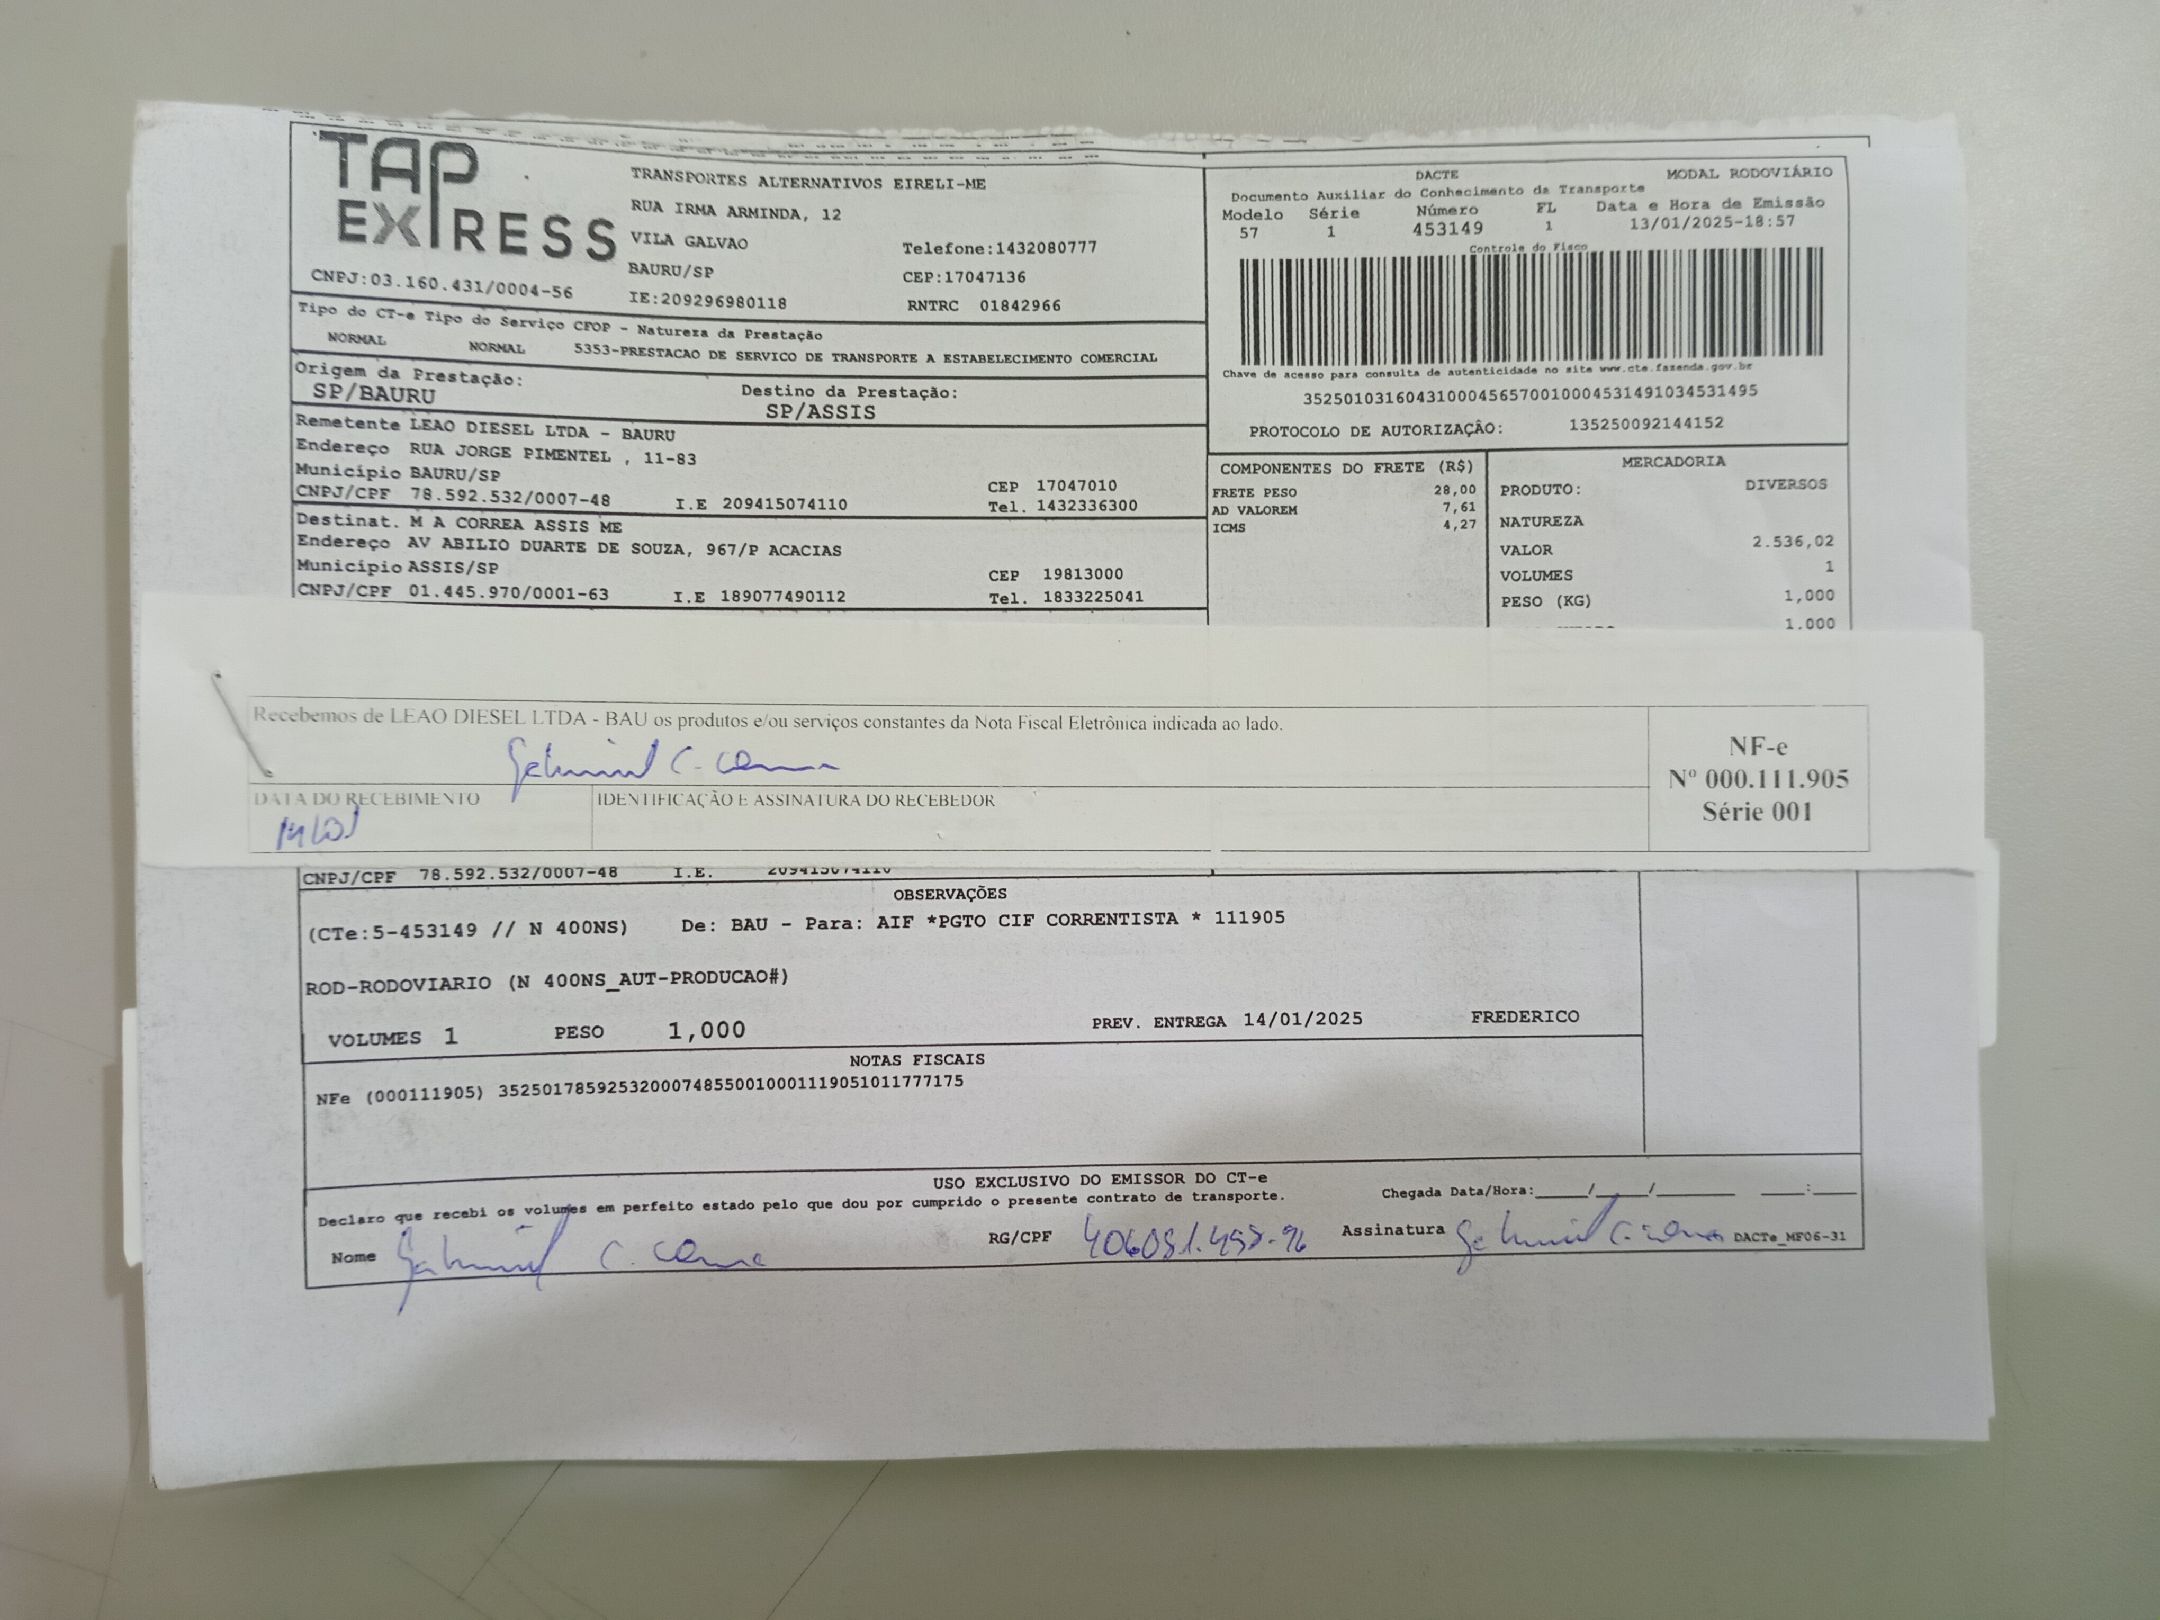 TAP EXPRESS
TRANSPORTES ALTERNATIVOS EIRELI-ME
RUA IRMA ARMINDA, 12
VILA GALVAO Telefone:1432080777
BAURU/SP CEP:17047136
CNPJ:03.160.431/0004-56 IE:209296980118 RNTRC 01842966
DACTE MODAL RODOVIÁRIO
Documento Auxiliar do Conhecimento da Transporte
Modelo Série Número FL Data e Hora de Emissão
57 1 453149 1 13/01/2025-18:57
Controle do Fisco
Chave de acesso para consulta de autenticidade no site www.cte.fazenda.gov.br
35250103160431000456570010004531491034531495
PROTOCOLO DE AUTORIZAÇÃO: 135250092144152
Tipo do CT-e Tipo do Serviço CFOP - Natureza da Prestação
NORMAL NORMAL 5353-PRESTACAO DE SERVICO DE TRANSPORTE A ESTABELECIMENTO COMERCIAL
Origem da Prestação: Destino da Prestação:
SP/BAURU SP/ASSIS
Remetente LEAO DIESEL LTDA - BAURU
Endereço RUA JORGE PIMENTEL , 11-83
Município BAURU/SP CEP 17047010
CNPJ/CPF 78.592.532/0007-48 I.E 209415074110 Tel. 1432336300
Destinat. M A CORREA ASSIS ME
Endereço AV ABILIO DUARTE DE SOUZA, 967/P ACACIAS
Município ASSIS/SP CEP 19813000
CNPJ/CPF 01.445.970/0001-63 I.E 189077490112 Tel. 1833225041
COMPONENTES DO FRETE (R$)
FRETE PESO 28,00
AD VALOREM 7,61
ICMS 4,27
MERCADORIA
PRODUTO: DIVERSOS
NATUREZA
VALOR 2.536,02
VOLUMES 1
PESO (KG) 1,000
1.000
Recebemos de LEAO DIESEL LTDA - BAU os produtos e/ou serviços constantes da Nota Fiscal Eletrônica indicada ao lado.
DATA DO RECEBIMENTO IDENTIFICAÇÃO E ASSINATURA DO RECEBEDOR
NF-e
Nº 000.111.905
Série 001
CNPJ/CPF 78.592.532/0007-48 I.E. 209415074110
OBSERVAÇÕES
(CTe:5-453149 // N 400NS) De: BAU - Para: AIF *PGTO CIF CORRENTISTA * 111905
ROD-RODOVIARIO (N 400NS_AUT-PRODUCAO#)
VOLUMES 1 PESO 1,000 PREV. ENTREGA 14/01/2025 FREDERICO
NOTAS FISCAIS
NFe (000111905) 35250178592532000748550010001119051011777175
USO EXCLUSIVO DO EMISSOR DO CT-e
Declaro que recebi os volumes em perfeito estado pelo que dou por cumprido o presente contrato de transporte. Chegada Data/Hora:____/____/______ ____:____
Nome RG/CPF Assinatura DACTe_MF06-31